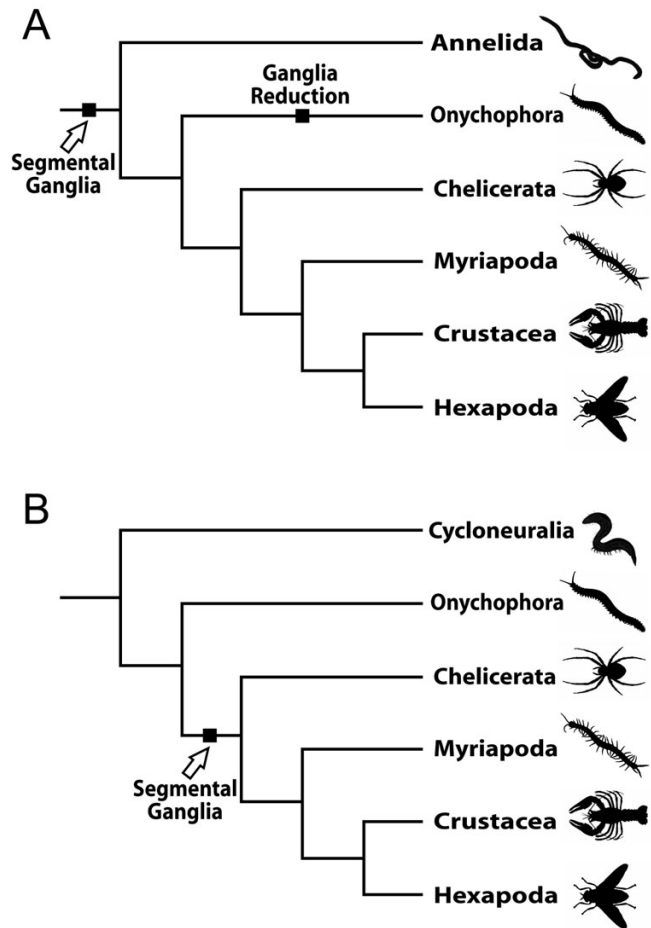 A
Annelida
Ganglia
Reduction
Onychophora
Segmental
Ganglia
Chelicerata
Myriapoda
Crustacea
Hexapoda
B
Cycloneuralia
Onychophora
Chelicerata
Segmental
Ganglia
Myriapoda
Crustacea
Hexapoda